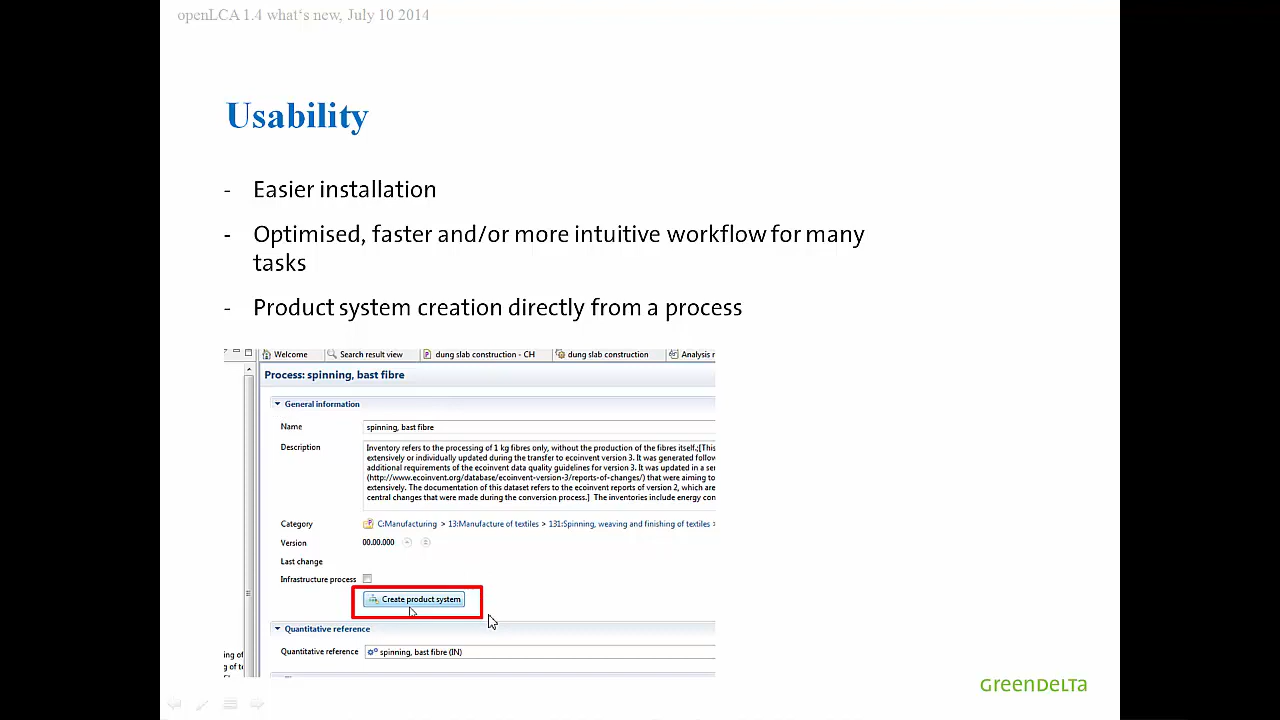 openLCA 1.4 what's new, July 10 2014
Usability
- Easier installation
- Optimised, faster and/or more intuitive workflow for many
tasks
- Product system creation directly from a process
Welcome Search result view dung slab construction - CH dung slab construction Analysis r
Process: spinning, bast fibre
General information
Name spinning, bast fibre
Description Inventory refers to the processing of 1 kg fibres only, without the production of the fibres itself.;[This
extensively or individually updated during the transfer to ecoinvent version 3. It was generated follow
additional requirements of the ecoinvent data quality guidelines for version 3. It was updated in a ser
(http://www.ecoinvent.org/database/ecoinvent-version-3/reports-of-changes/) that were aiming to
extensively. The documentation of this dataset refers to the ecoinvent reports of version 2, which are
central changes that were made during the conversion process.] The inventories include energy con
Category C:Manufacturing > 13:Manufacture of textiles > 131:Spinning, weaving and finishing of textiles >
Version 00.00.000
Last change
Infrastructure process
Create product system
Quantitative reference
Quantitative reference spinning, bast fibre (IN)
ing of
g of te
GreenDelta